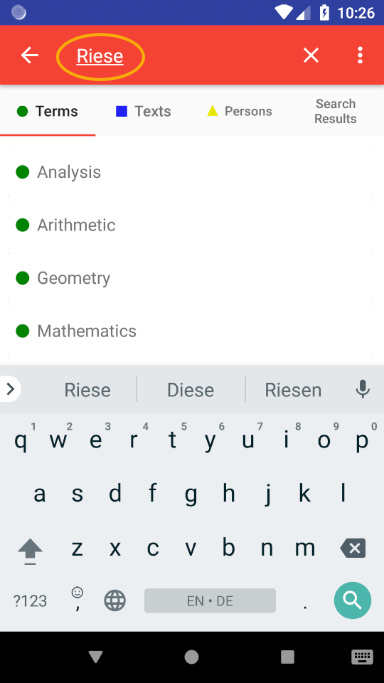 10:26
Riese
Terms Texts Persons Search Results
Analysis
Arithmetic
Geometry
Mathematics
Riese Diese Riesen
1 2 3 4 5 6 7 8 9 0
q w e r t y u i o p
a s d f g h j k l
z x c v b n m
?123 , EN • DE .